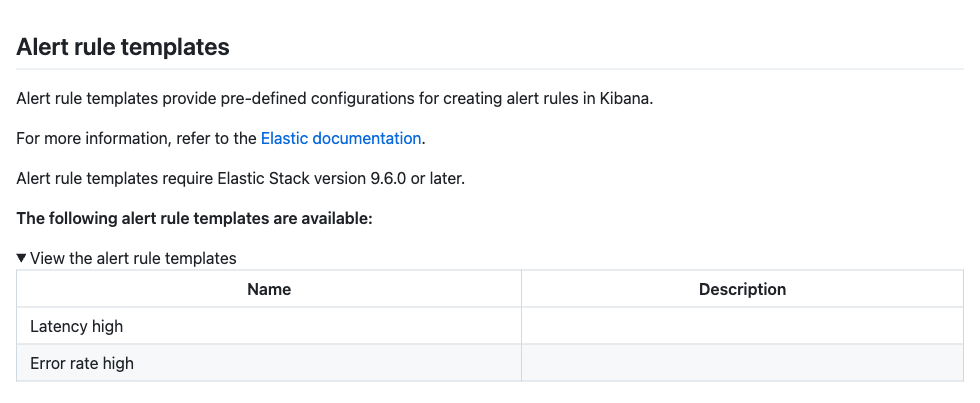 Alert rule templates
Alert rule templates provide pre-defined configurations for creating alert rules in Kibana.
For more information, refer to the Elastic documentation.
Alert rule templates require Elastic Stack version 9.6.0 or later.
The following alert rule templates are available:
▼ View the alert rule templates
Name Description
Latency high
Error rate high